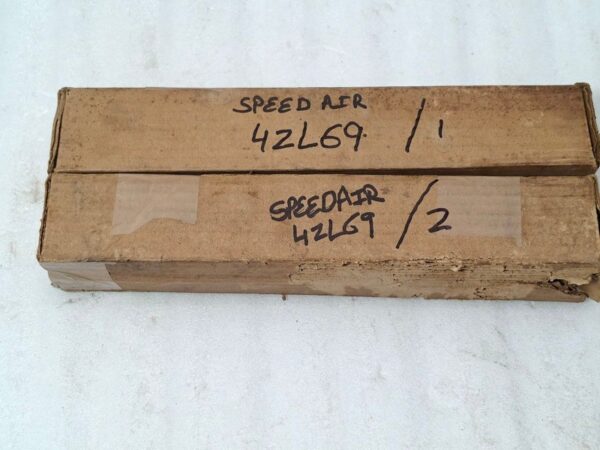 SPEED AIR
4ZL69 /1
SPEEDAIR
4ZL69 /2